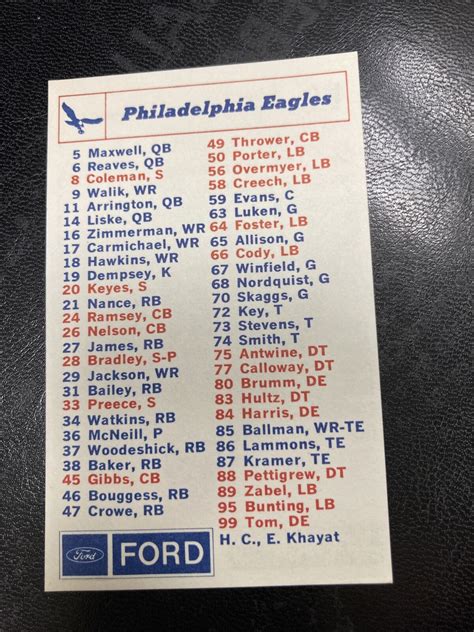 Philadelphia Eagles
5 Maxwell, QB
6 Reaves, QB
8 Coleman, S
9 Walik, WR
11 Arrington, QB
14 Liske, QB
16 Zimmerman, WR
17 Carmichael, WR
18 Hawkins, WR
19 Dempsey, K
20 Keyes, S
21 Nance, RB
24 Ramsey, CB
26 Nelson, CB
27 James, RB
28 Bradley, S-P
29 Jackson, WR
31 Bailey, RB
33 Preece, S
34 Watkins, RB
36 McNeill, P
37 Woodeshick, RB
38 Baker, RB
45 Gibbs, CB
46 Bouggess, RB
47 Crowe, RB
49 Thrower, CB
50 Porter, LB
56 Overmyer, LB
58 Creech, LB
59 Evans, C
63 Luken, G
64 Foster, LB
65 Allison, G
66 Cody, LB
67 Winfield, G
68 Nordquist, G
70 Skaggs, G
72 Key, T
73 Stevens, T
74 Smith, T
75 Antwine, DT
77 Calloway, DT
80 Brumm, DE
83 Hultz, DT
84 Harris, DE
85 Ballman, WR-TE
86 Lammons, TE
87 Kramer, TE
88 Pettigrew, DT
89 Zabel, LB
95 Bunting, LB
99 Tom, DE
H. C., E. Khayat
Ford
FORD